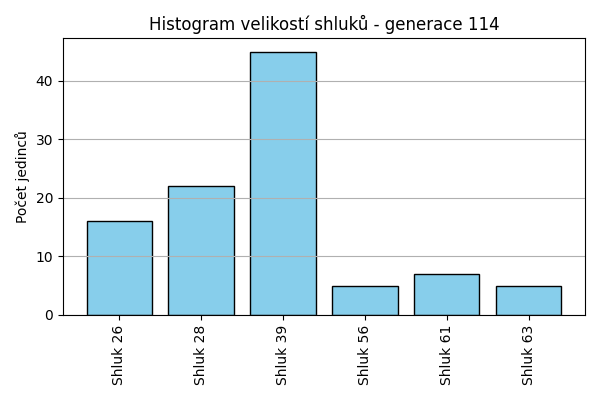 Histogram velikostí shluků - generace 114
Počet jedinců
40
30
20
10
0
Shluk 26
Shluk 28
Shluk 39
Shluk 56
Shluk 61
Shluk 63